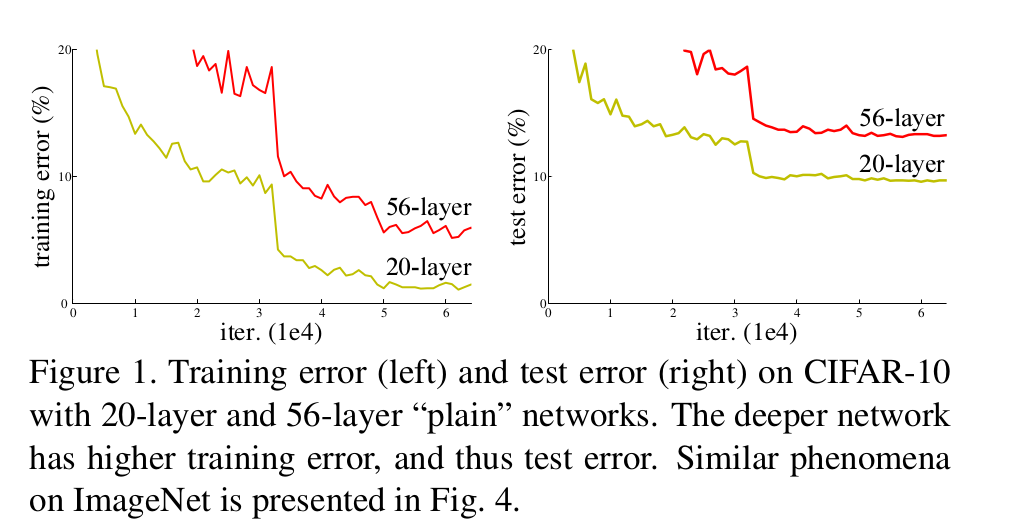 20
10
0
training error (%)
0 1 2 3 4 5 6
iter. (1e4)
56-layer
20-layer
20
10
0
test error (%)
0 1 2 3 4 5 6
iter. (1e4)
56-layer
20-layer
Figure 1. Training error (left) and test error (right) on CIFAR-10
with 20-layer and 56-layer “plain” networks. The deeper network
has higher training error, and thus test error. Similar phenomena
on ImageNet is presented in Fig. 4.